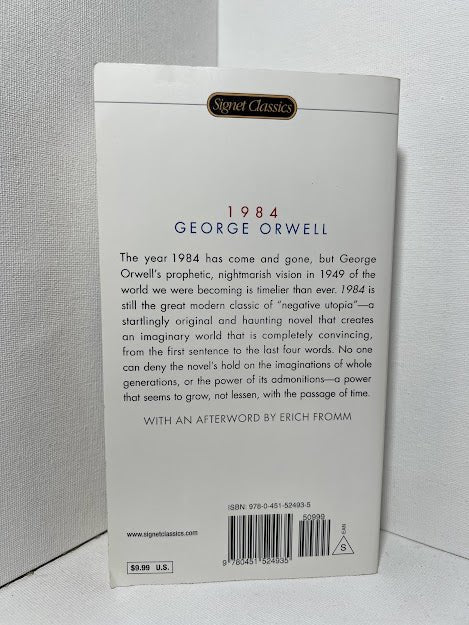 Signet Classics
1984
GEORGE ORWELL
The year 1984 has come and gone, but George
Orwell's prophetic, nightmarish vision in 1949 of the
world we were becoming is timelier than ever. 1984 is
still the great modern classic of "negative utopia"—a
startlingly original and haunting novel that creates
an imaginary world that is completely convincing,
from the first sentence to the last four words. No one
can deny the novel's hold on the imaginations of whole
generations, or the power of its admonitions—a power
that seems to grow, not lessen, with the passage of time.
WITH AN AFTERWORD BY ERICH FROMM
ISBN: 978-0-451-52493-5
50999
www.signetclassics.com
EAN
S
9 780451 524935
$9.99 U.S.